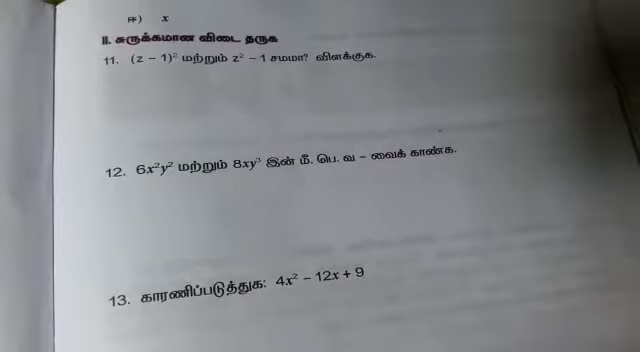 ஈ) x
II. சுருக்கமான விடை தருக
11. (z − 1)² மற்றும் z² − 1 சமமா? விளக்குக.
12. 6x²y² மற்றும் 8xy³ இன் மீ. பெ. வ − வைக் காண்க.
13. காரணிப்படுத்துக: 4x² − 12x + 9